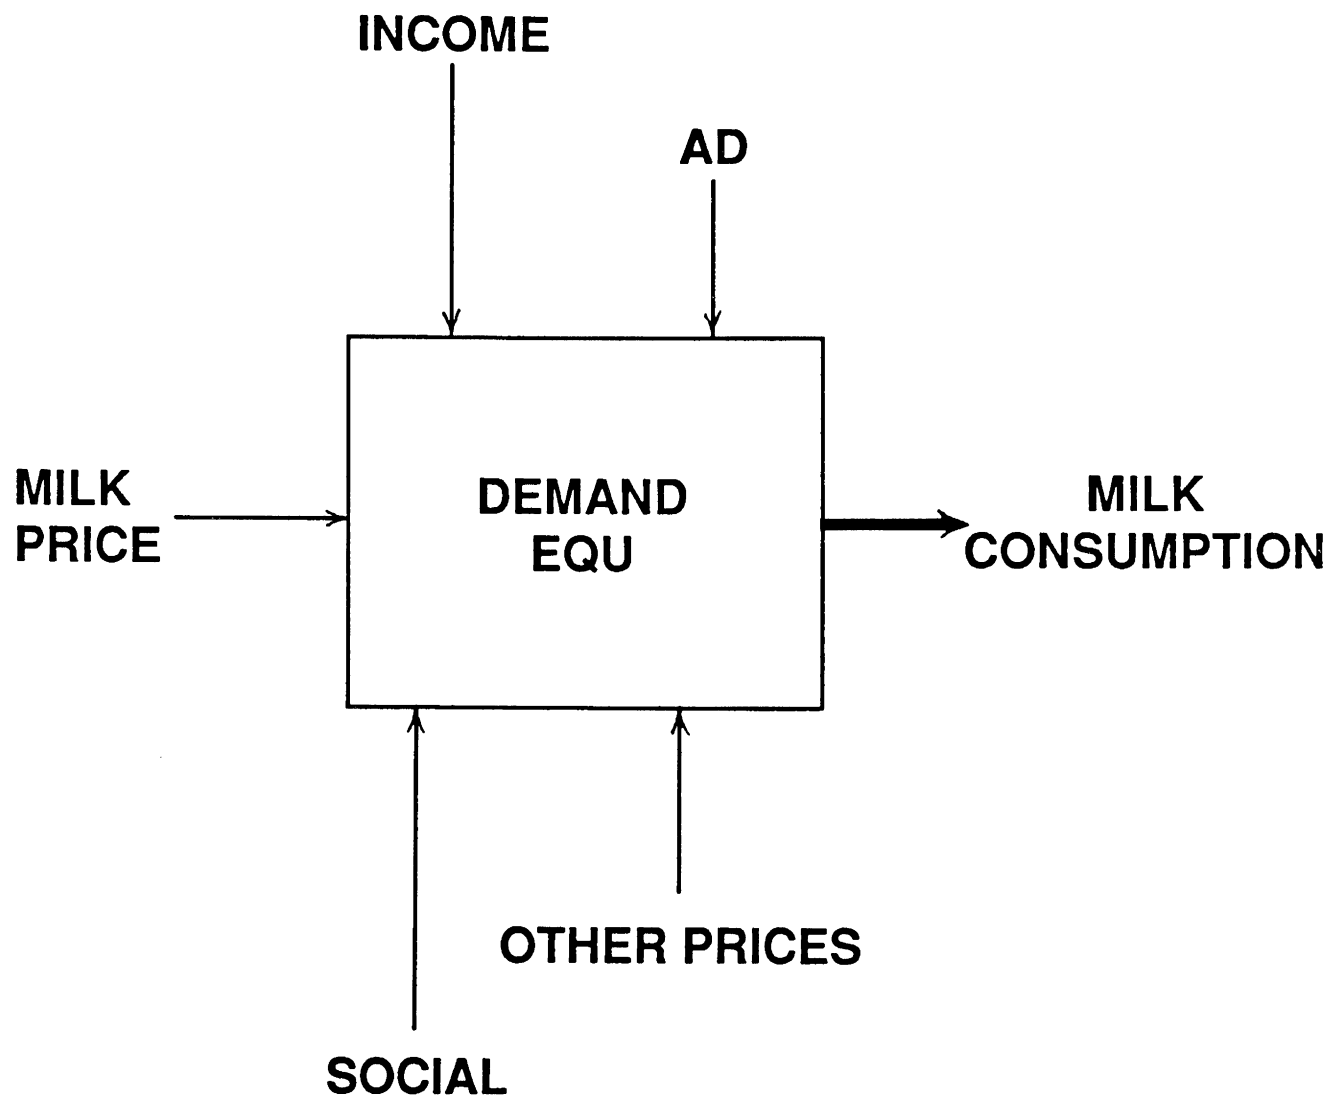 INCOME
AD
MILK
PRICE
DEMAND
EQU
MILK
CONSUMPTION
OTHER PRICES
SOCIAL